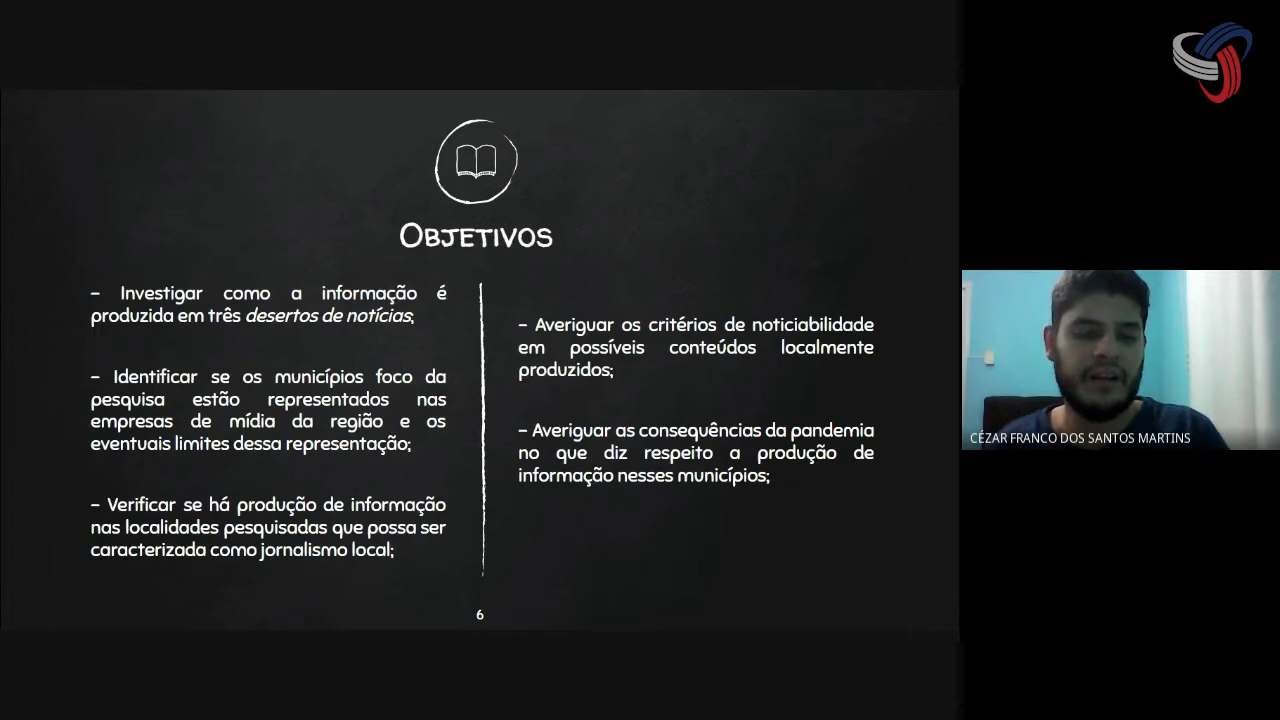 OBJETIVOS
– Investigar como a informação é
produzida em três desertos de notícias;
– Identificar se os municípios foco da
pesquisa estão representados nas
empresas de mídia da região e os
eventuais limites dessa representação;
– Verificar se há produção de informação
nas localidades pesquisadas que possa ser
caracterizada como jornalismo local;
– Averiguar os critérios de noticiabilidade
em possíveis conteúdos localmente
produzidos;
– Averiguar as consequências da pandemia
no que diz respeito a produção de
informação nesses municípios;
6
CÉZAR FRANCO DOS SANTOS MARTINS